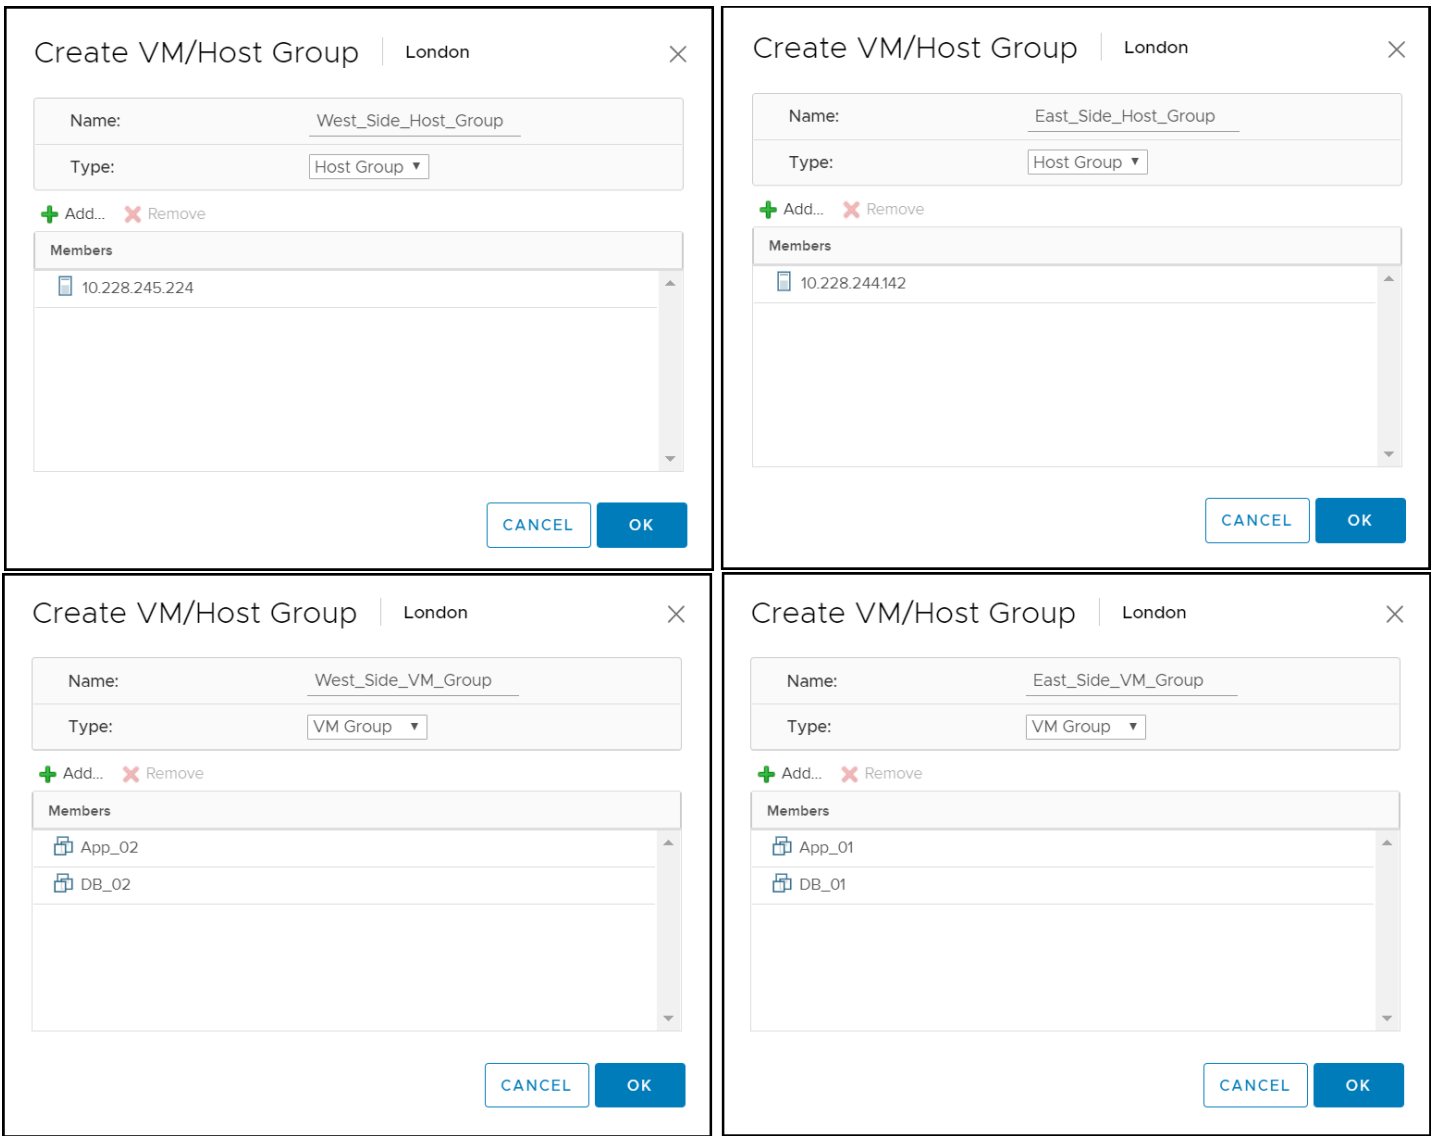 Create VM/Host Group London
Name: West_Side_Host_Group
Type: Host Group
Add... Remove
Members
10.228.245.224
CANCEL OK
Create VM/Host Group London
Name: East_Side_Host_Group
Type: Host Group
Add... Remove
Members
10.228.244.142
CANCEL OK
Create VM/Host Group London
Name: West_Side_VM_Group
Type: VM Group
Add... Remove
Members
App_02
DB_02
CANCEL OK
Create VM/Host Group London
Name: East_Side_VM_Group
Type: VM Group
Add... Remove
Members
App_01
DB_01
CANCEL OK